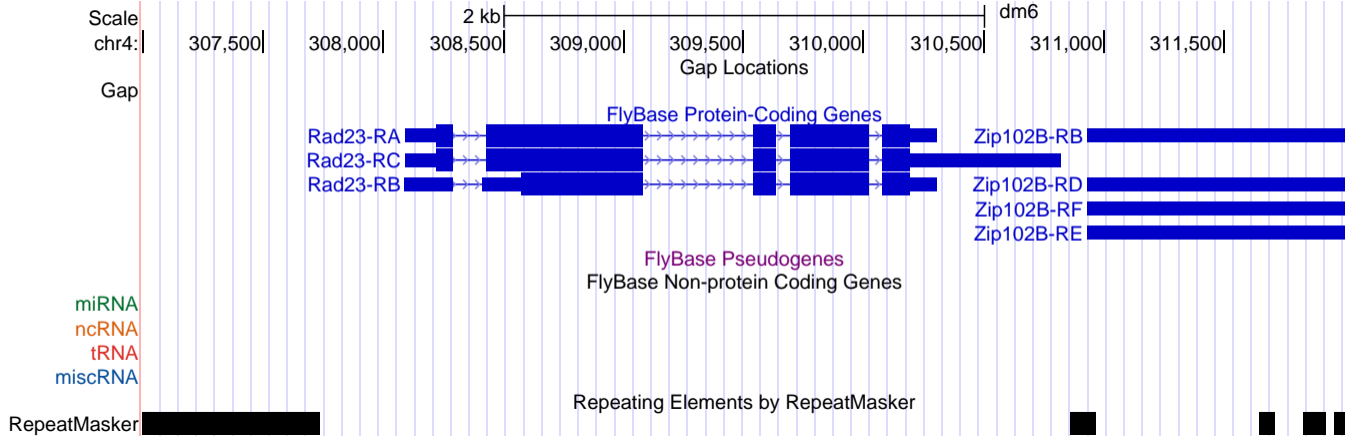 Scale 2 kb dm6
chr4: 307,500 308,000 308,500 309,000 309,500 310,000 310,500 311,000 311,500
Gap Locations
Gap
FlyBase Protein-Coding Genes
Rad23-RA Zip102B-RB
Rad23-RC
Rad23-RB Zip102B-RD
Zip102B-RF
Zip102B-RE
FlyBase Pseudogenes
FlyBase Non-protein Coding Genes
miRNA
ncRNA
tRNA
miscRNA
Repeating Elements by RepeatMasker
RepeatMasker